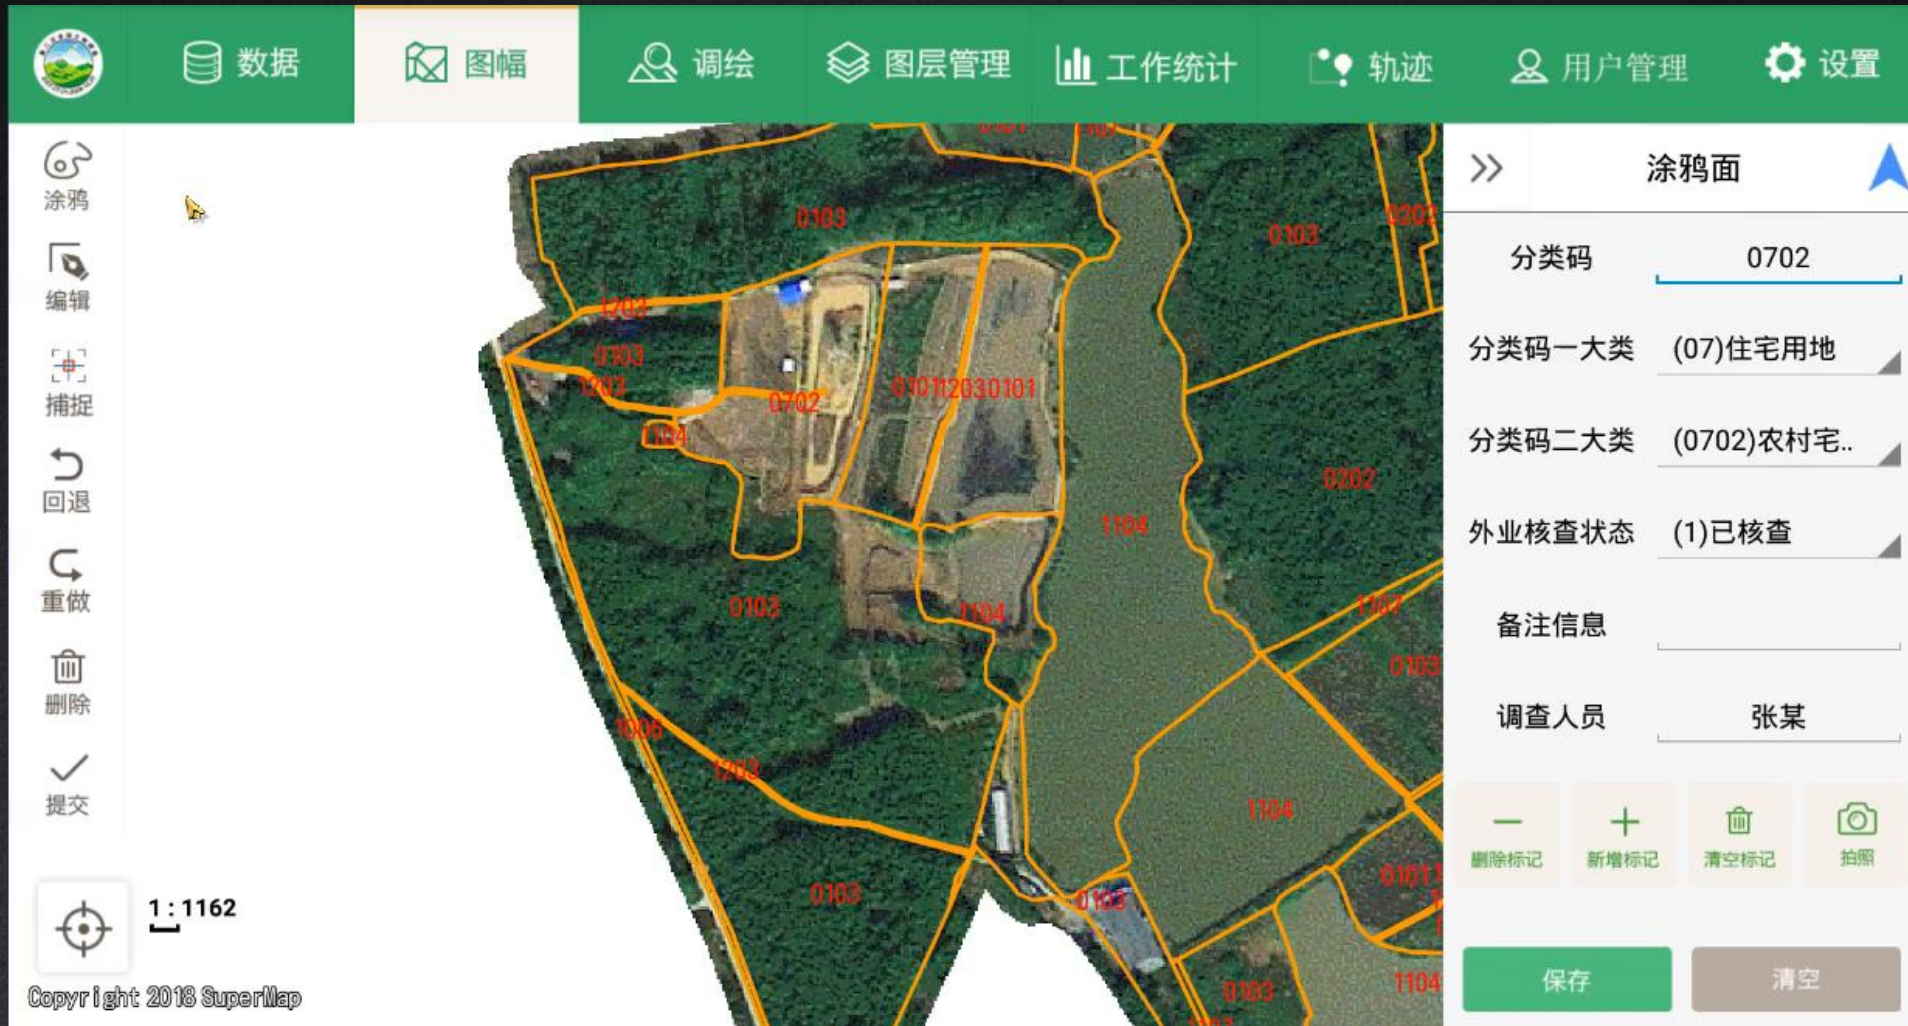 数据
图幅
调绘
图层管理
工作统计
轨迹
用户管理
设置
涂鸦
编辑
捕捉
回退
重做
删除
提交
1 : 1162
Copyright 2018 SuperMap
1107
0103
0103
0202
1203
0103
1203
0702
0101
1203
0101
1104
0202
1104
0103
1104
1107
0103
1006
1203
1104
0103
0103
0101
0103
1104
涂鸦面
分类码
0702
分类码一大类
(07)住宅用地
分类码二大类
(0702)农村宅..
外业核查状态
(1)已核查
备注信息
调查人员
张某
删除标记
新增标记
清空标记
拍照
保存
清空